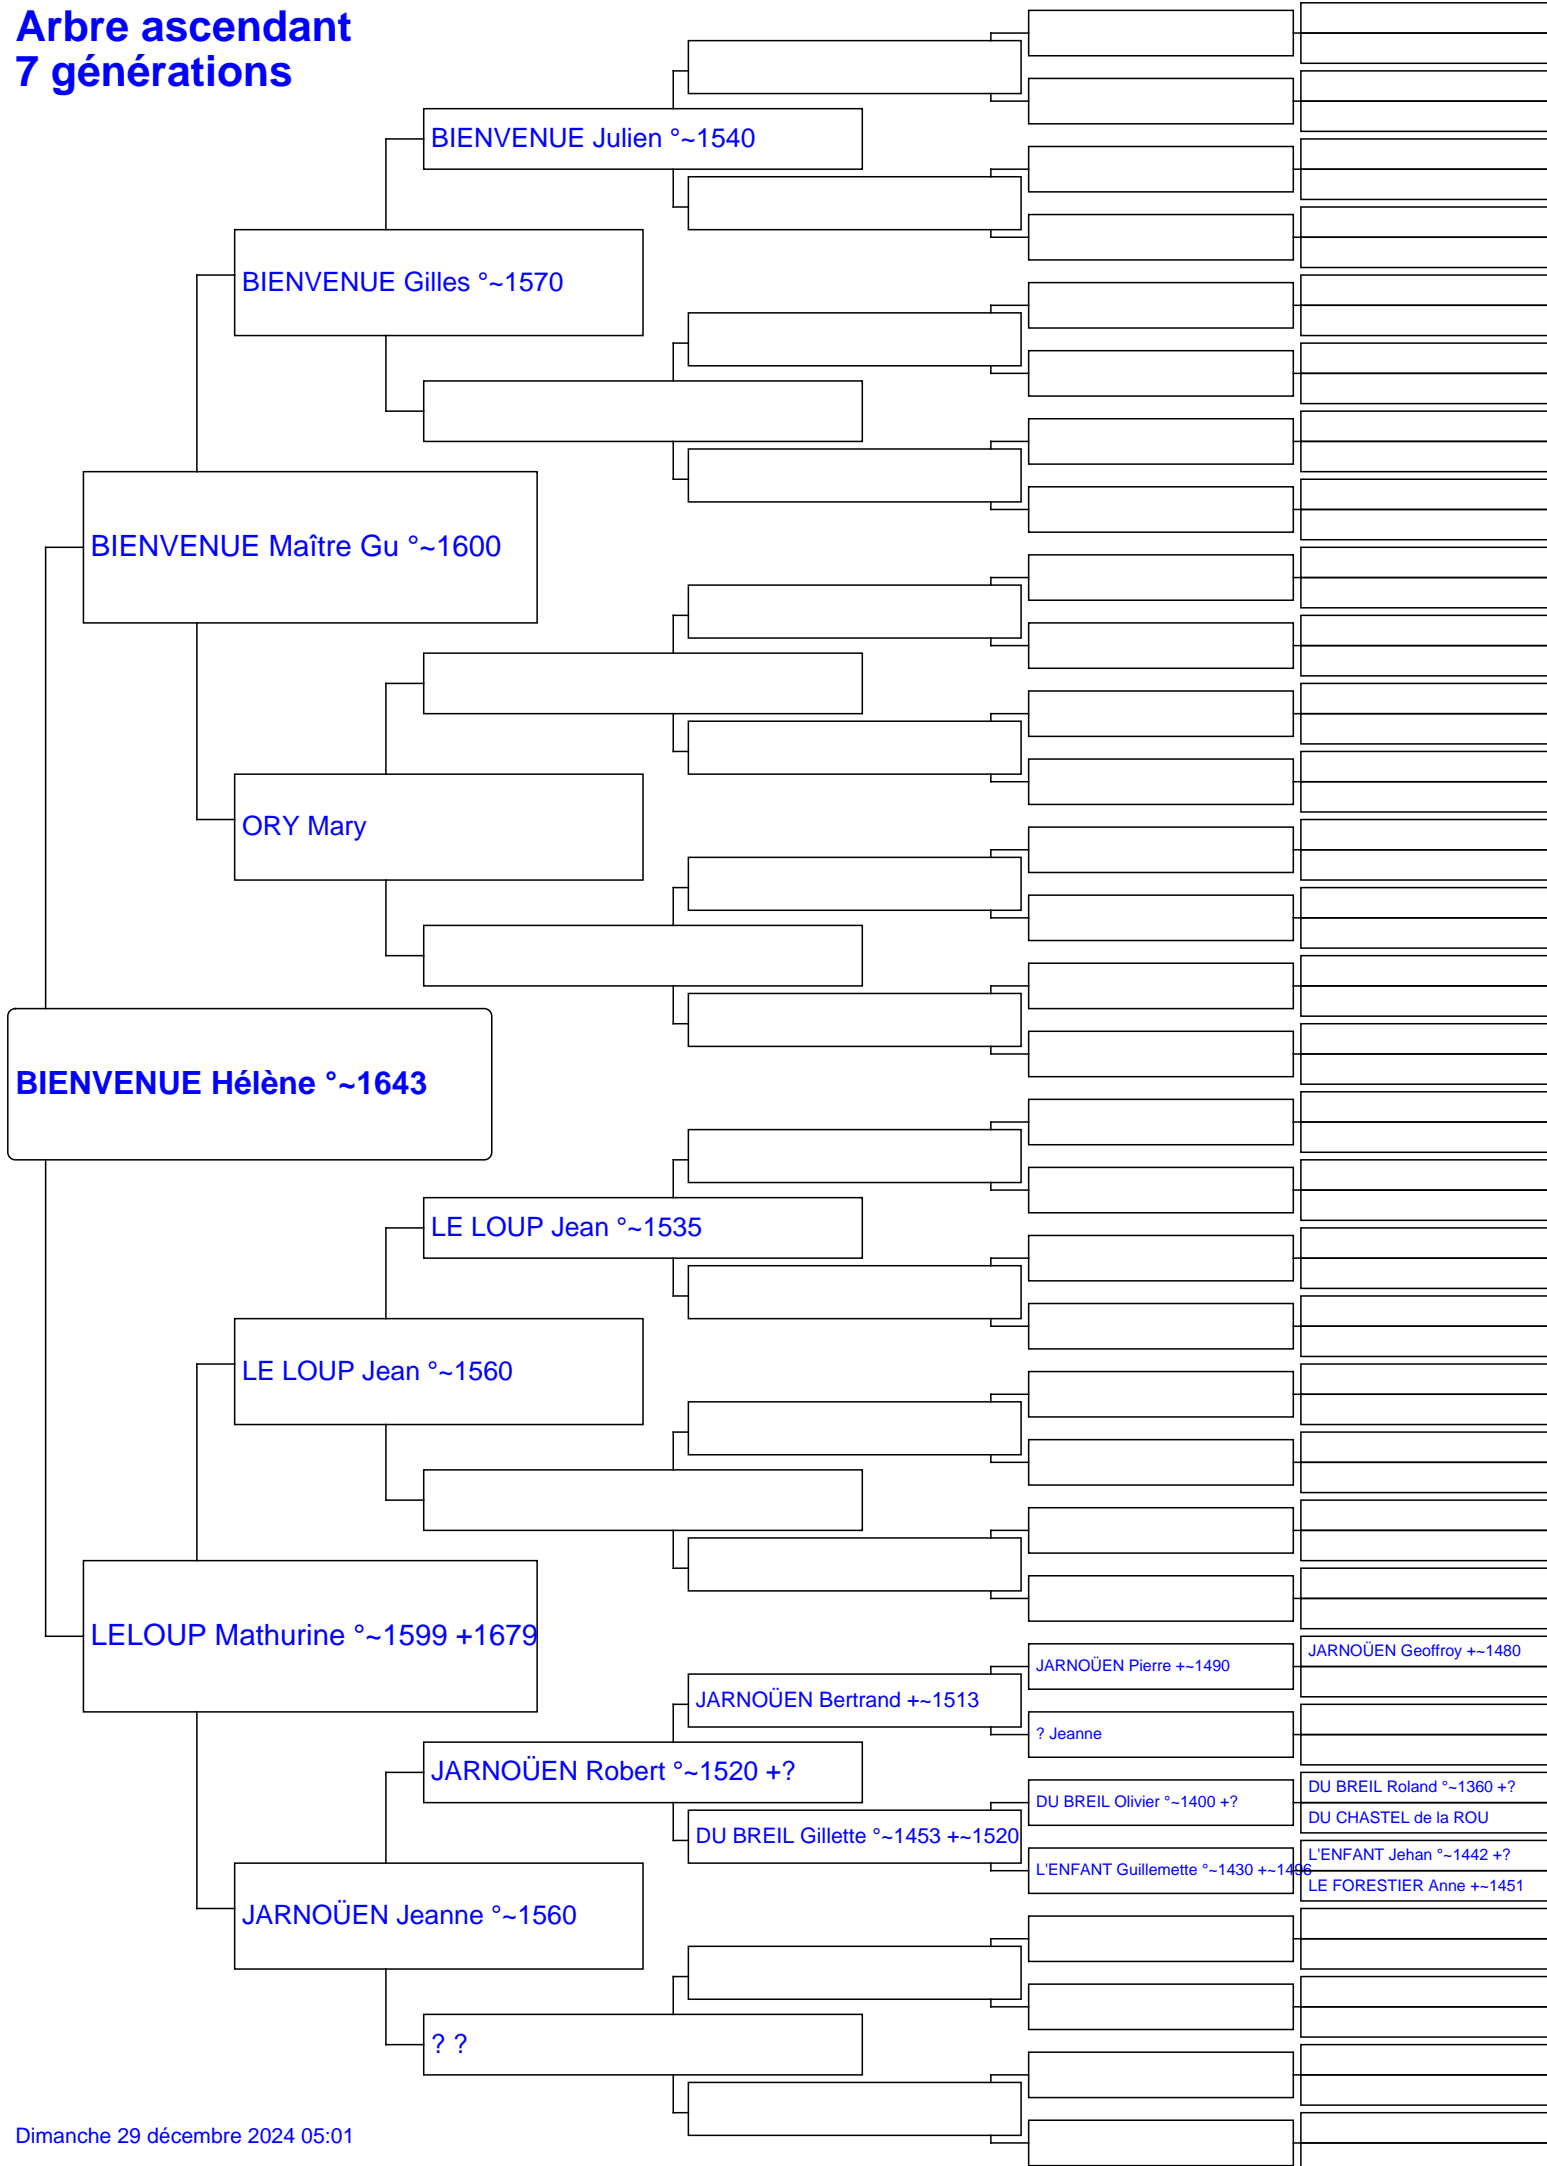 Arbre ascendant
7 générations
BIENVENUE Julien °~1540
BIENVENUE Gilles °~1570
BIENVENUE Maître Gu °~1600
ORY Mary
BIENVENUE Hélène °~1643
LE LOUP Jean °~1535
LE LOUP Jean °~1560
LELOUP Mathurine °~1599 +1679
JARNOÜEN Geoffroy +~1480
JARNOÜEN Pierre +~1490
JARNOÜEN Bertrand +~1513
? Jeanne
JARNOÜEN Robert °~1520 +?
DU BREIL Roland °~1360 +?
DU BREIL Olivier °~1400 +?
DU CHASTEL de la ROU
DU BREIL Gillette °~1453 +~1520
L'ENFANT Jehan °~1442 +?
L'ENFANT Guillemette °~1430 +~1496
LE FORESTIER Anne +~1451
JARNOÜEN Jeanne °~1560
? ?
Dimanche 29 décembre 2024 05:01